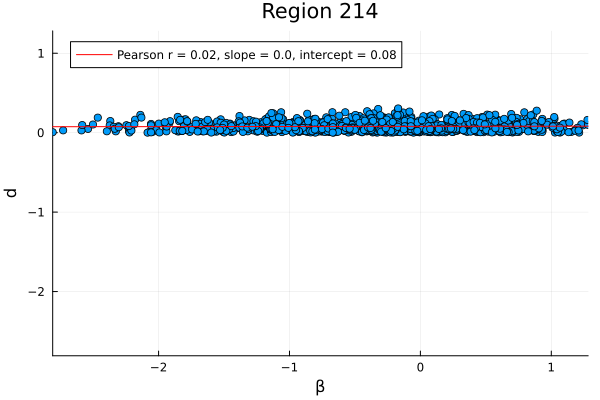 Region 214
Pearson r = 0.02, slope = 0.0, intercept = 0.08
1
0
−1
−2
d
−2
−1
0
1
β